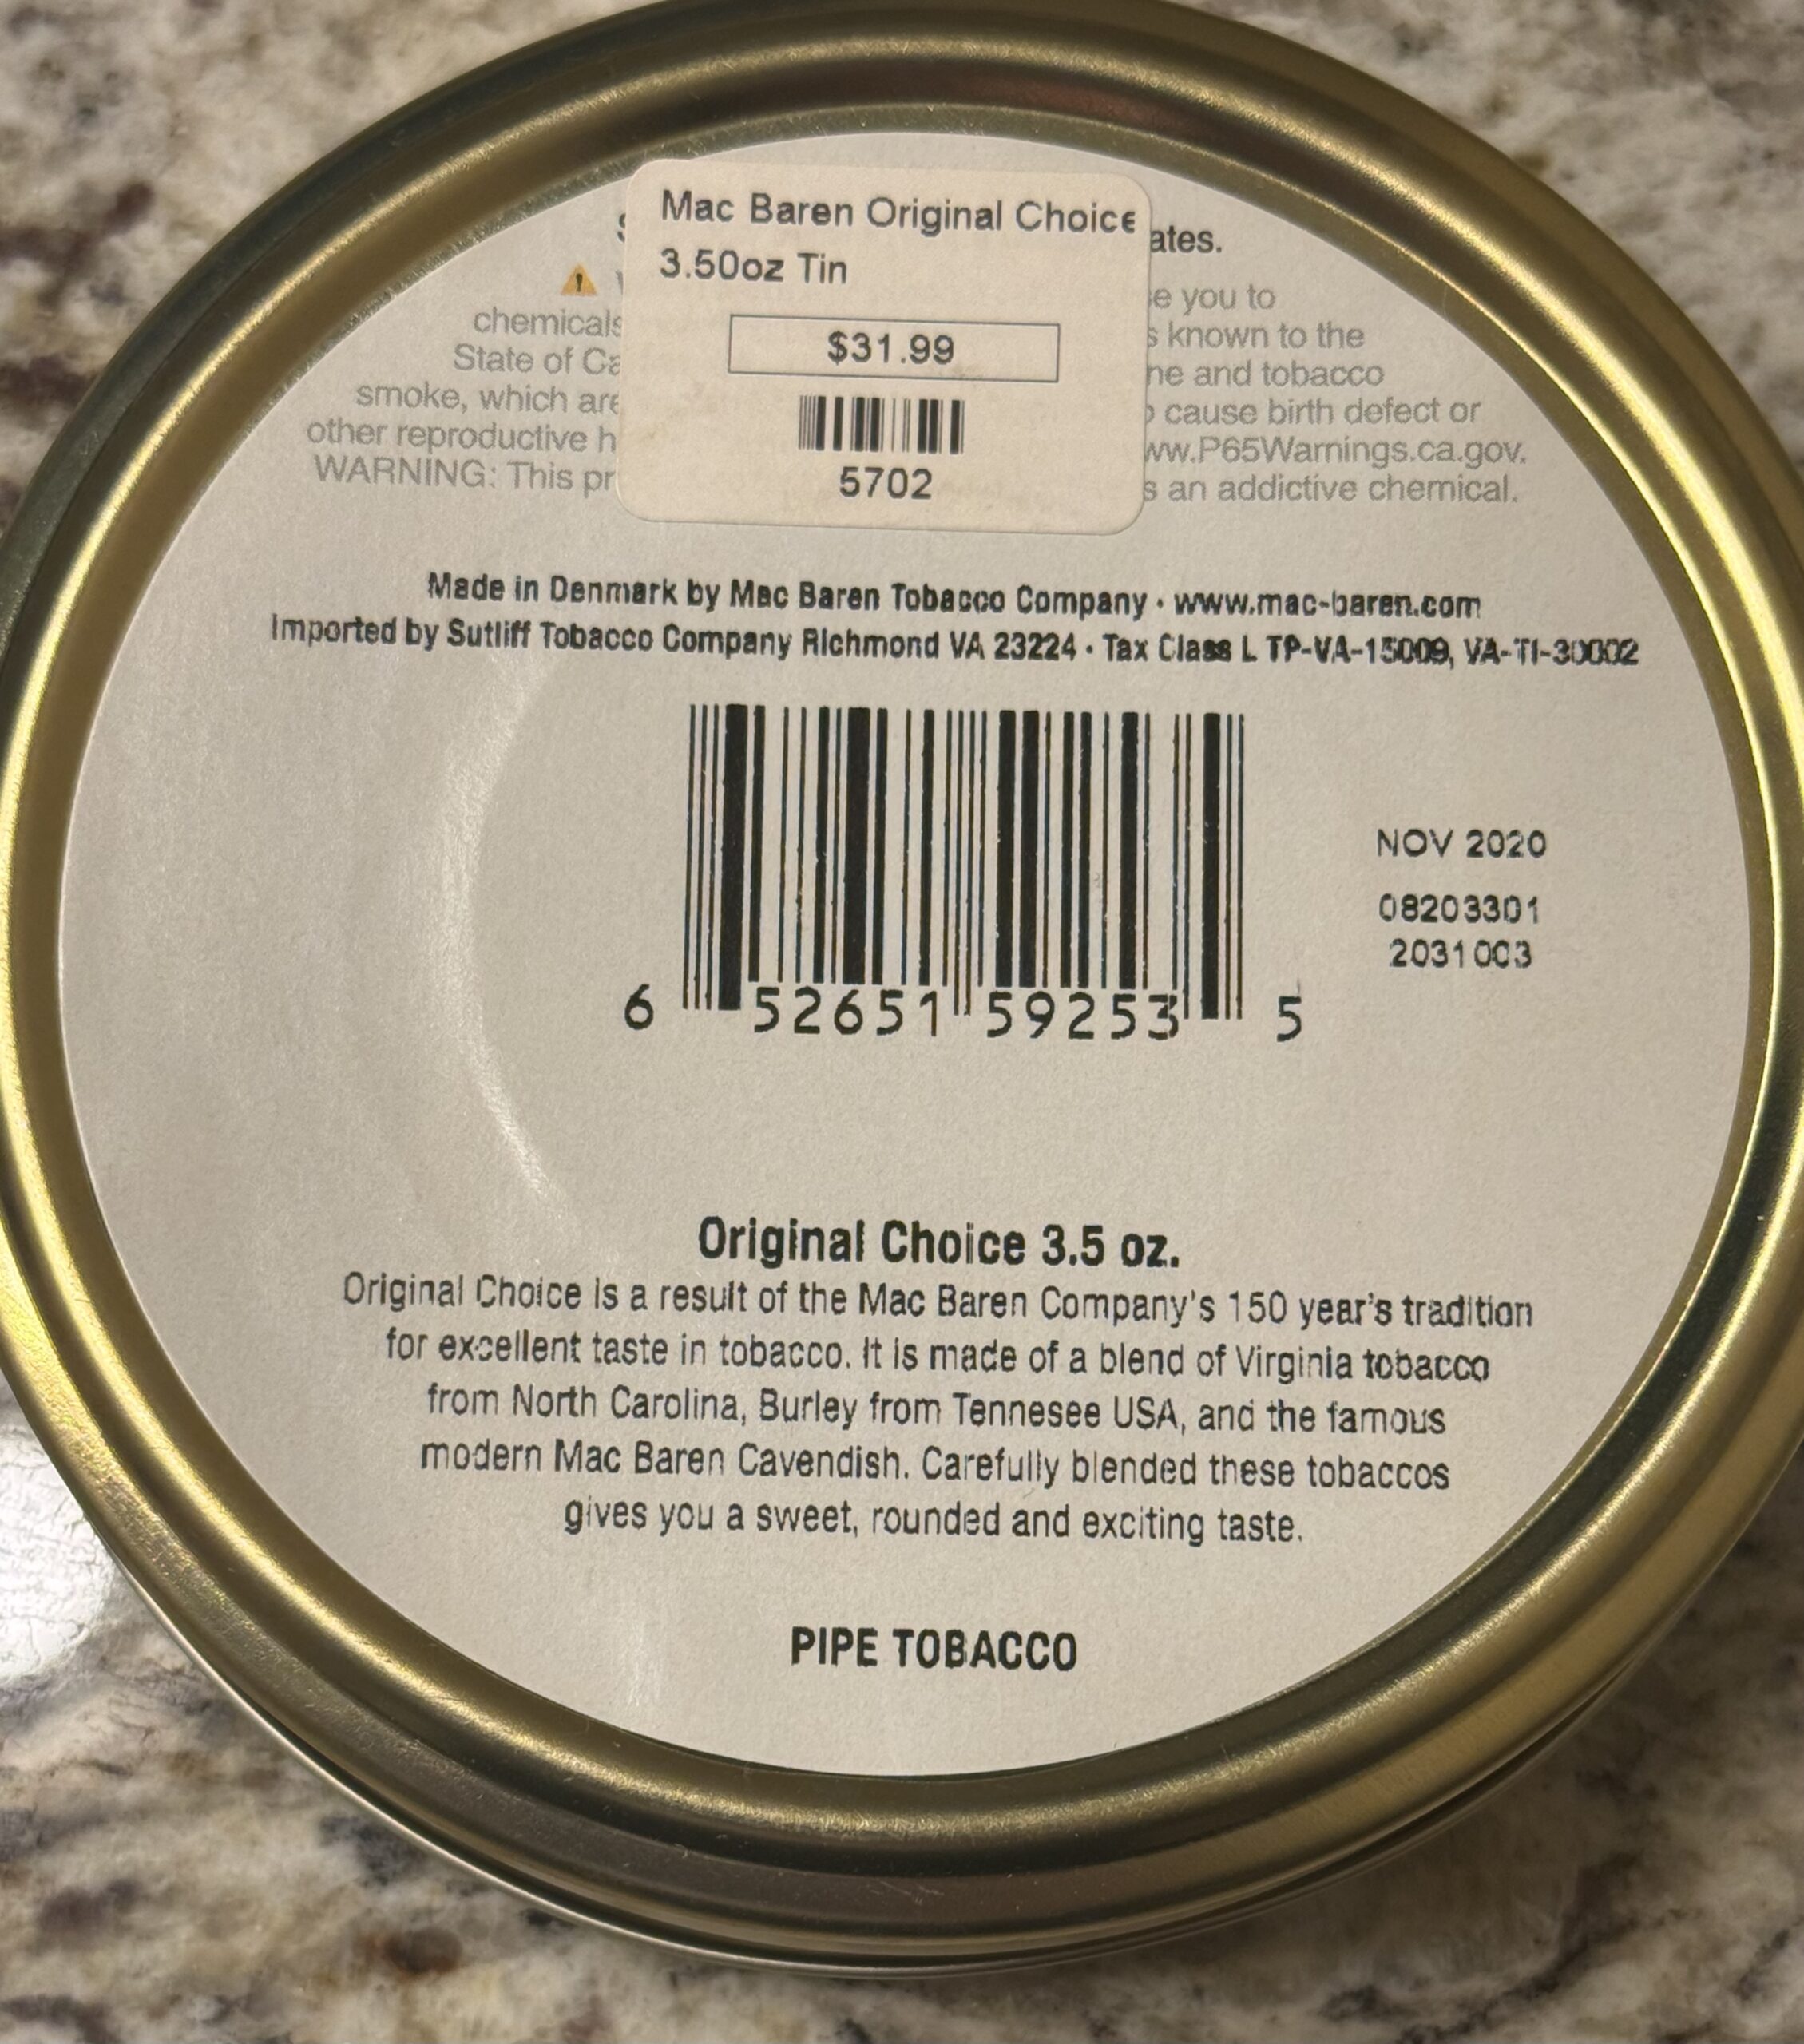 Mac Baren Original Choice
3.50oz Tin
$31.99
5702
ates.
you to
chemicals known to the
State of and tobacco
smoke, which cause birth defect or
other reproductive ww.P65Warnings.ca.gov.
WARNING: This an addictive chemical.
Made in Denmark by Mac Baren Tobacco Company · www.mac-baren.com
Imported by Sutliff Tobacco Company Richmond VA 23224 · Tax Class L TP-VA-15009, VA-TI-30002
NOV 2020
08203301
2031003
6 52651 59253 5
Original Choice 3.5 oz.
Original Choice is a result of the Mac Baren Company's 150 year's tradition
for excellent taste in tobacco. It is made of a blend of Virginia tobacco
from North Carolina, Burley from Tennesee USA, and the famous
modern Mac Baren Cavendish. Carefully blended these tobaccos
gives you a sweet, rounded and exciting taste.
PIPE TOBACCO